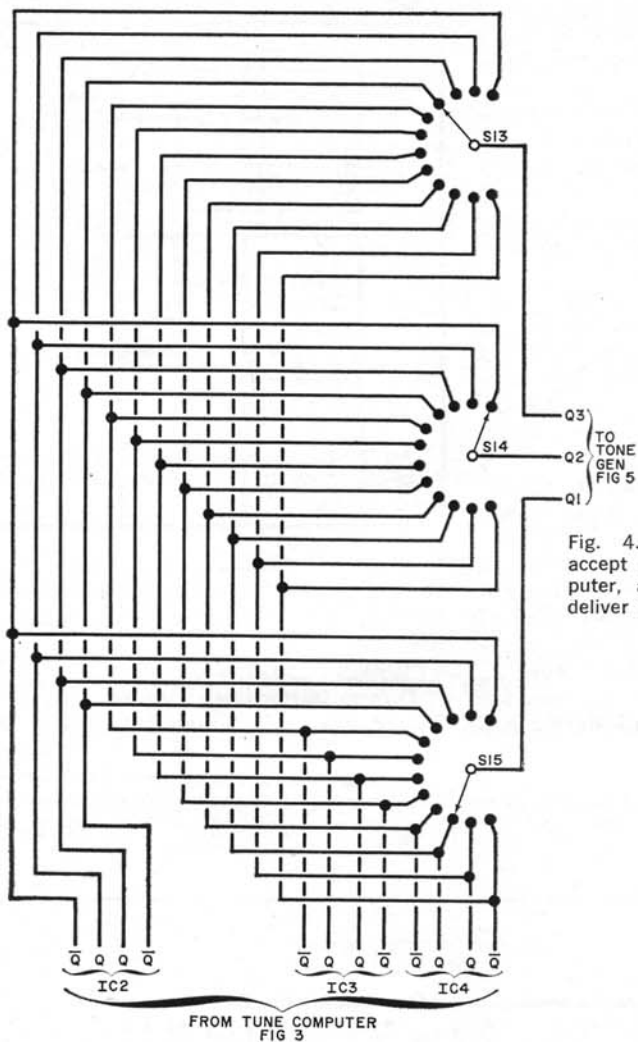 S13
Q3
TO
TONE
GEN
FIG 5
S14
Q2
Q1
Fig. 4.
accept
puter, a
deliver
S15
Q̅ Q Q Q̅ Q̅ Q Q Q̅ Q̅ Q Q Q̅
IC2 IC3 IC4
FROM TUNE COMPUTER
FIG 3